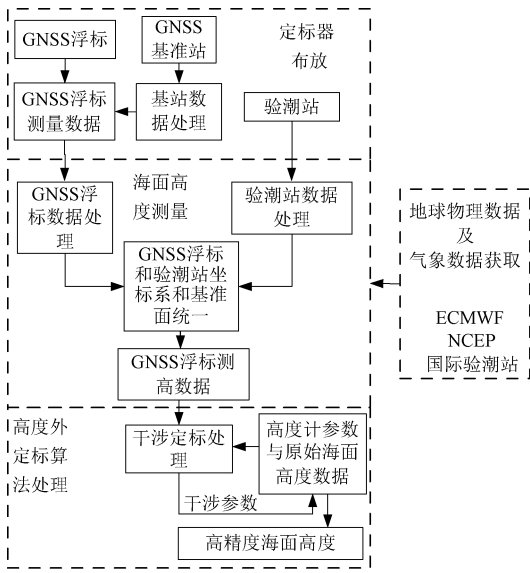 GNSS浮标
GNSS
基准站
定标器
布放
GNSS浮标
测量数据
基站数
据处理
验潮站
GNSS浮
标数据处
理
海面高
度测量
验潮站数据
处理
GNSS浮标
和验潮站坐
标系和基准
面统一
GNSS浮标测
高数据
地球物理数据
及
气象数据获取
ECMWF
NCEP
国际验潮站
高度外
定标算
法处理
干涉定标处
理
高度计参数
与原始海面
高度数据
干涉参数
高精度海面高度